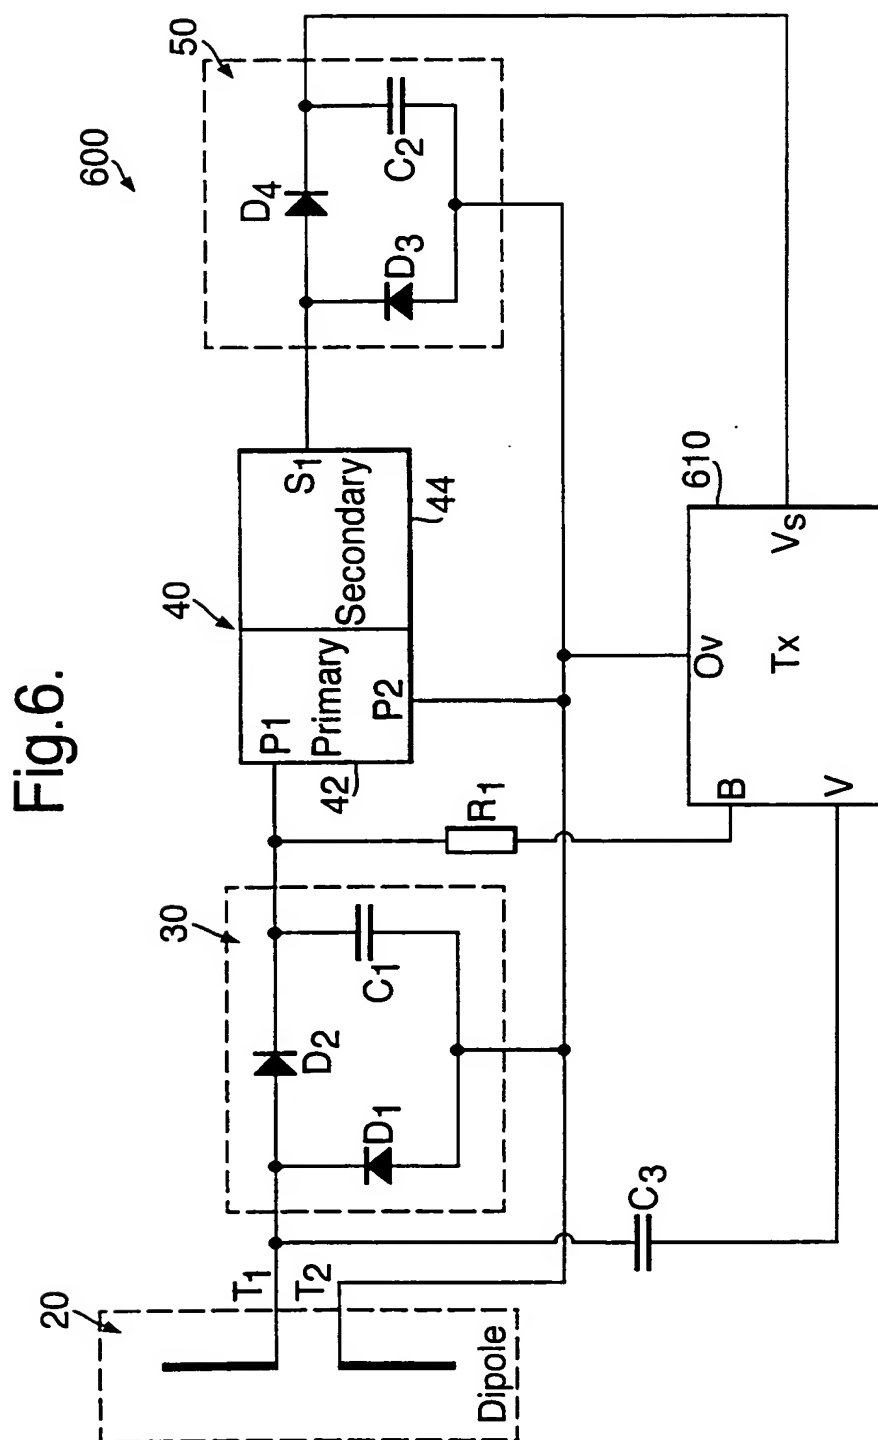 Fig.6.
600
20
T1
T2
Dipole
30
D2
D1
C1
C3
R1
40
P1
Primary
P2
42
S1
Secondary
44
50
D4
D3
C2
610
B
V
Ov
Tx
Vs